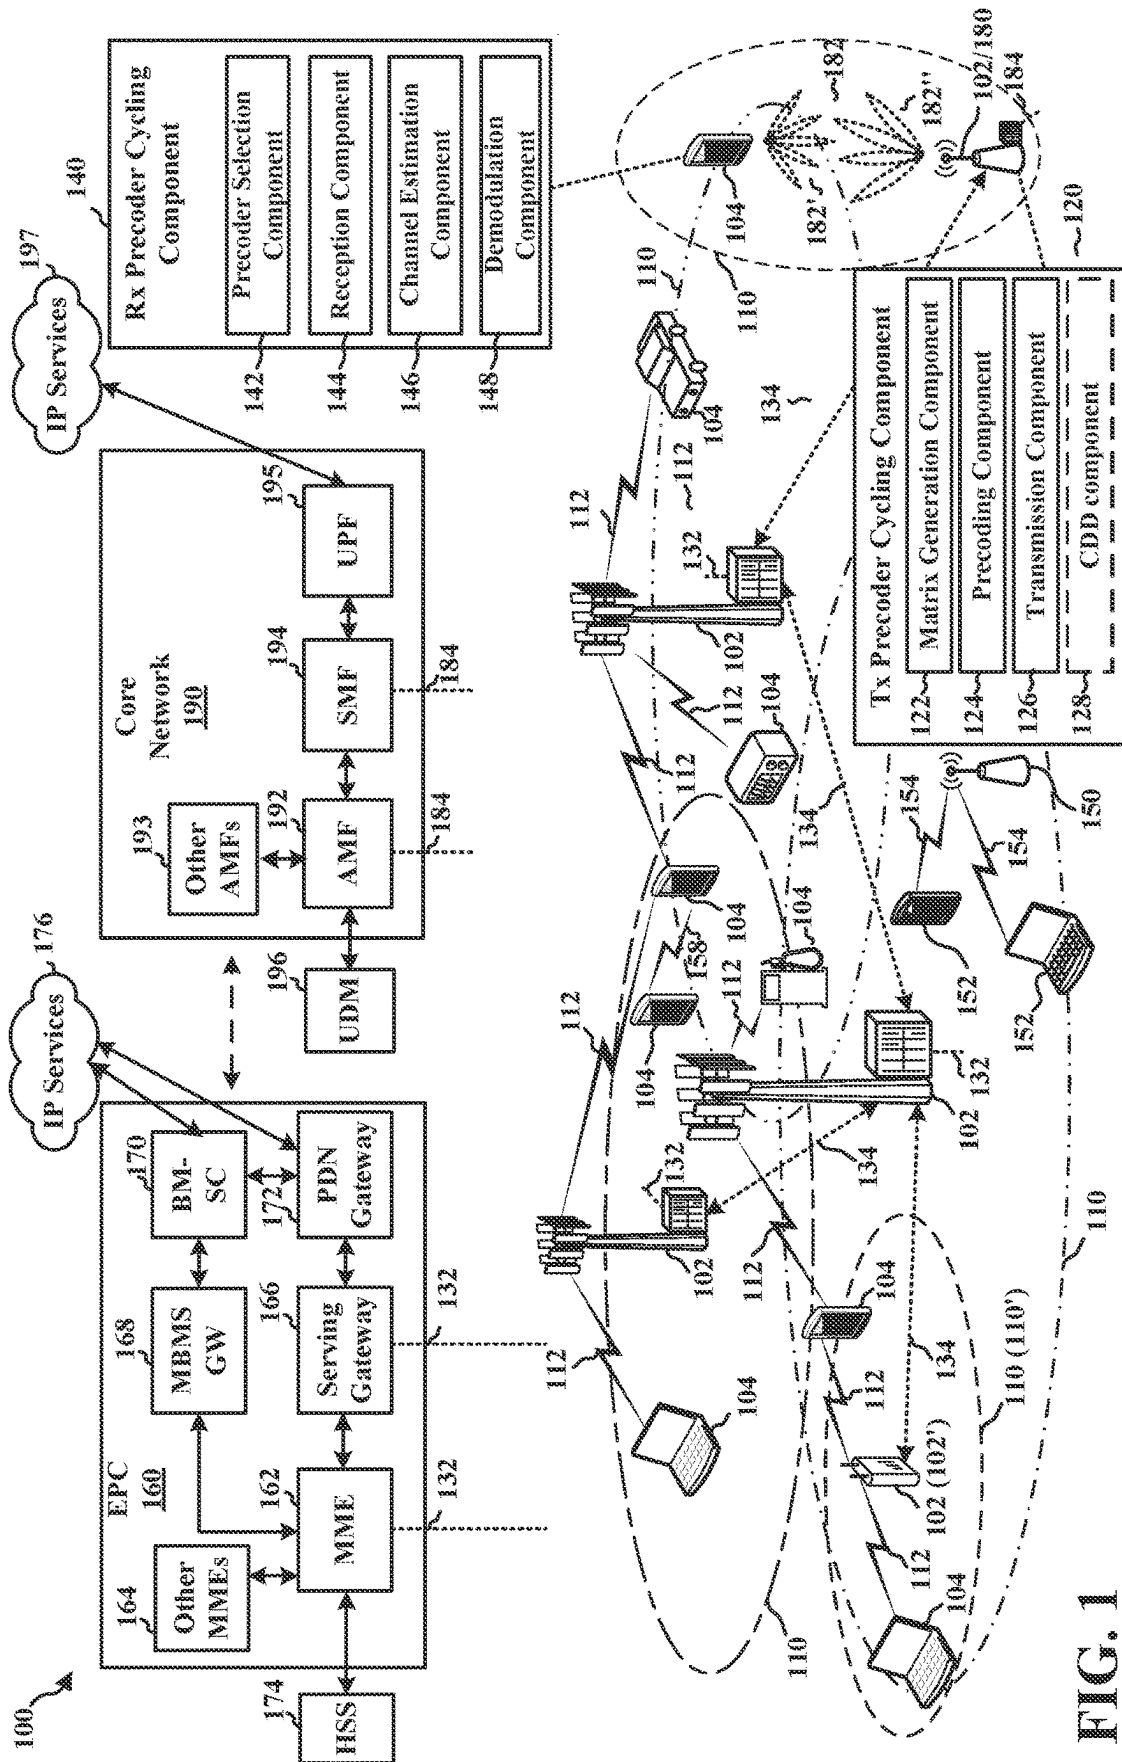 100
EPC
160
Other
MMEs
164
MME
162
HSS
174
MBMS
GW
168
BM-
SC
170
Serving
Gateway
166
PDN
Gateway
172
132
132
IP Services
176
Core
Network
190
Other
AMFs
193
AMF
192
SMF
194
UPF
195
UDM
196
184
184
IP Services
197
Rx Precoder Cycling
Component
140
Precoder Selection
Component
142
Reception Component
144
Channel Estimation
Component
146
Demodulation
Component
148
112
104
112
102
132
134
104
158
104
112
104
112
112
104
112
102
132
112
104
134
110
110
104
182
182'
182''
102/180
184
120
Tx Precoder Cycling Component
Matrix Generation Component
122
Precoding Component
124
Transmission Component
126
CDD component
128
134
112
102
132
134
112
104
112
102 (102')
104
134
110 (110')
110
110
152
152
154
154
150
FIG. 1